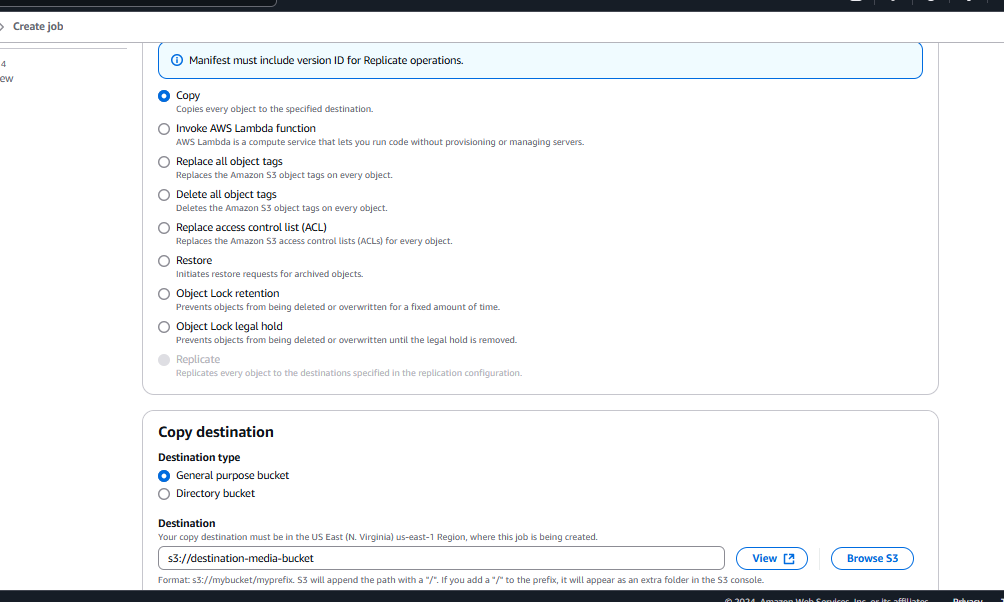 Create job
4
ew
Manifest must include version ID for Replicate operations.
Copy
Copies every object to the specified destination.
Invoke AWS Lambda function
AWS Lambda is a compute service that lets you run code without provisioning or managing servers.
Replace all object tags
Replaces the Amazon S3 object tags on every object.
Delete all object tags
Deletes the Amazon S3 object tags on every object.
Replace access control list (ACL)
Replaces the Amazon S3 access control lists (ACLs) for every object.
Restore
Initiates restore requests for archived objects.
Object Lock retention
Prevents objects from being deleted or overwritten for a fixed amount of time.
Object Lock legal hold
Prevents objects from being deleted or overwritten until the legal hold is removed.
Replicate
Replicates every object to the destinations specified in the replication configuration.
Copy destination
Destination type
General purpose bucket
Directory bucket
Destination
Your copy destination must be in the US East (N. Virginia) us-east-1 Region, where this job is being created.
s3://destination-media-bucket View Browse S3
Format: s3://mybucket/myprefix. S3 will append the path with a "/". If you add a "/" to the prefix, it will appear as an extra folder in the S3 console.
© 2024, Amazon Web Services, Inc. or its affiliates. Privacy